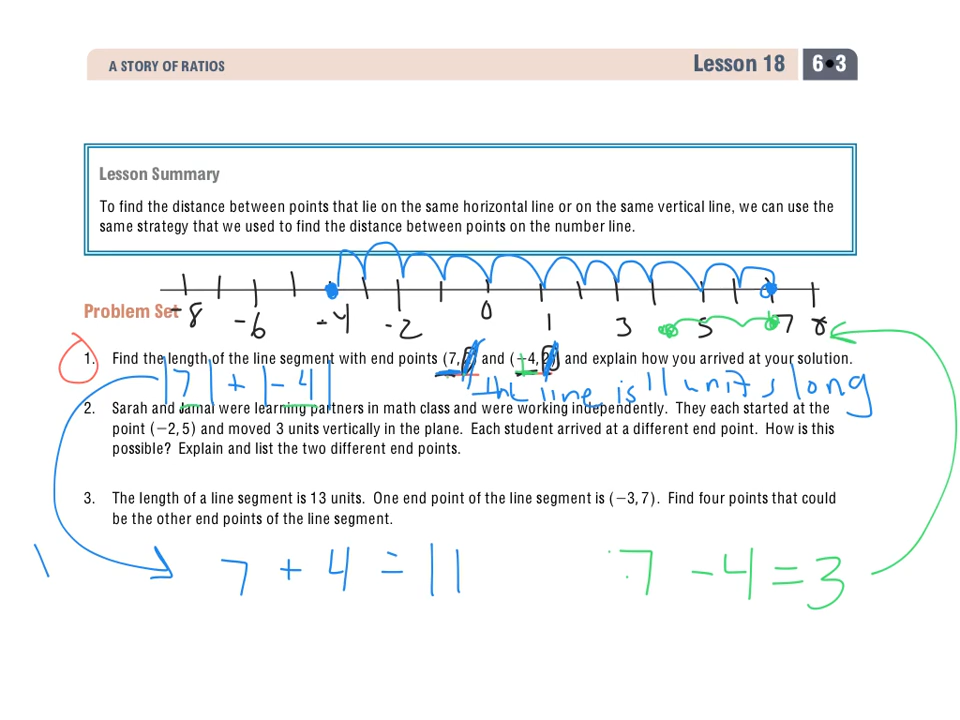 A STORY OF RATIOS
Lesson 18
6•3
Lesson Summary
To find the distance between points that lie on the same horizontal line or on the same vertical line, we can use the
same strategy that we used to find the distance between points on the number line.
Problem Set
-8 -6 -4 -2 0 1 3 5 7 8
1. Find the length of the line segment with end points (7, ) and (−4, ) and explain how you arrived at your solution.
|7| + |-4| the line is 11 units long
2. Sarah and Jamal were learning partners in math class and were working independently. They each started at the
point (−2, 5) and moved 3 units vertically in the plane. Each student arrived at a different end point. How is this
possible? Explain and list the two different end points.
3. The length of a line segment is 13 units. One end point of the line segment is (−3, 7). Find four points that could
be the other end points of the line segment.
7 + 4 = 11
7 - 4 = 3